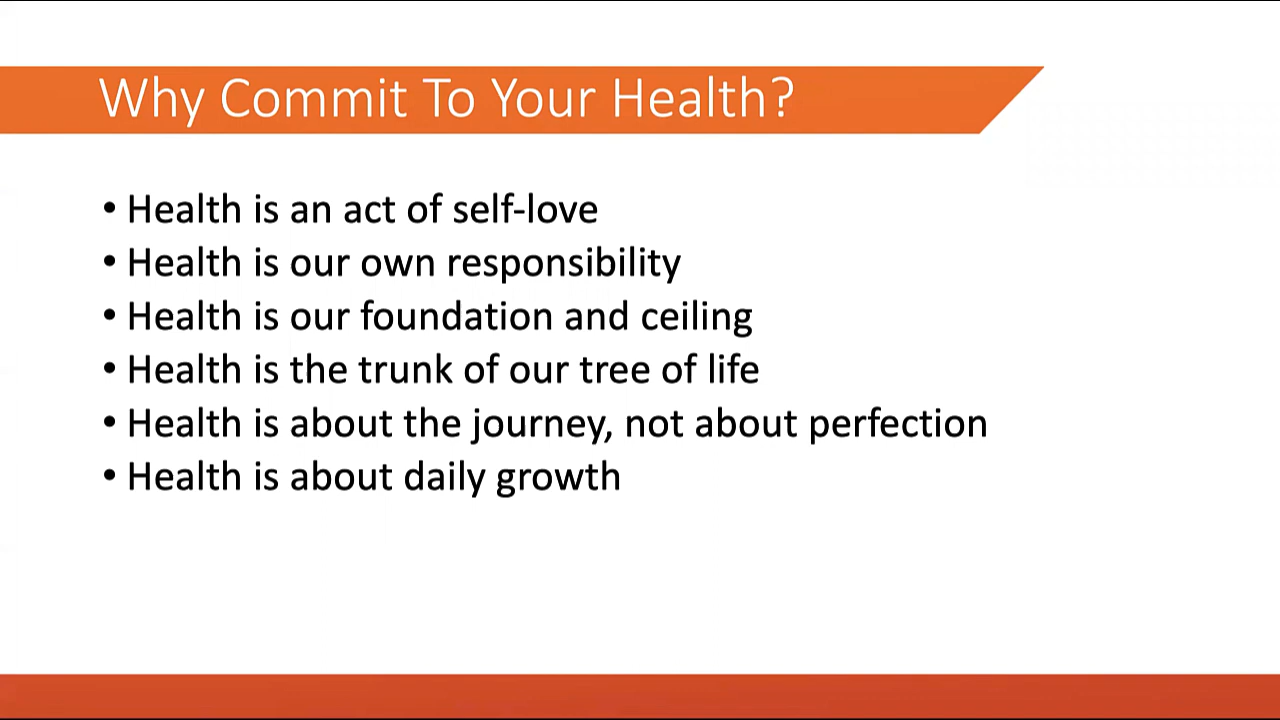 Why Commit To Your Health?
• Health is an act of self-love
• Health is our own responsibility
• Health is our foundation and ceiling
• Health is the trunk of our tree of life
• Health is about the journey, not about perfection
• Health is about daily growth